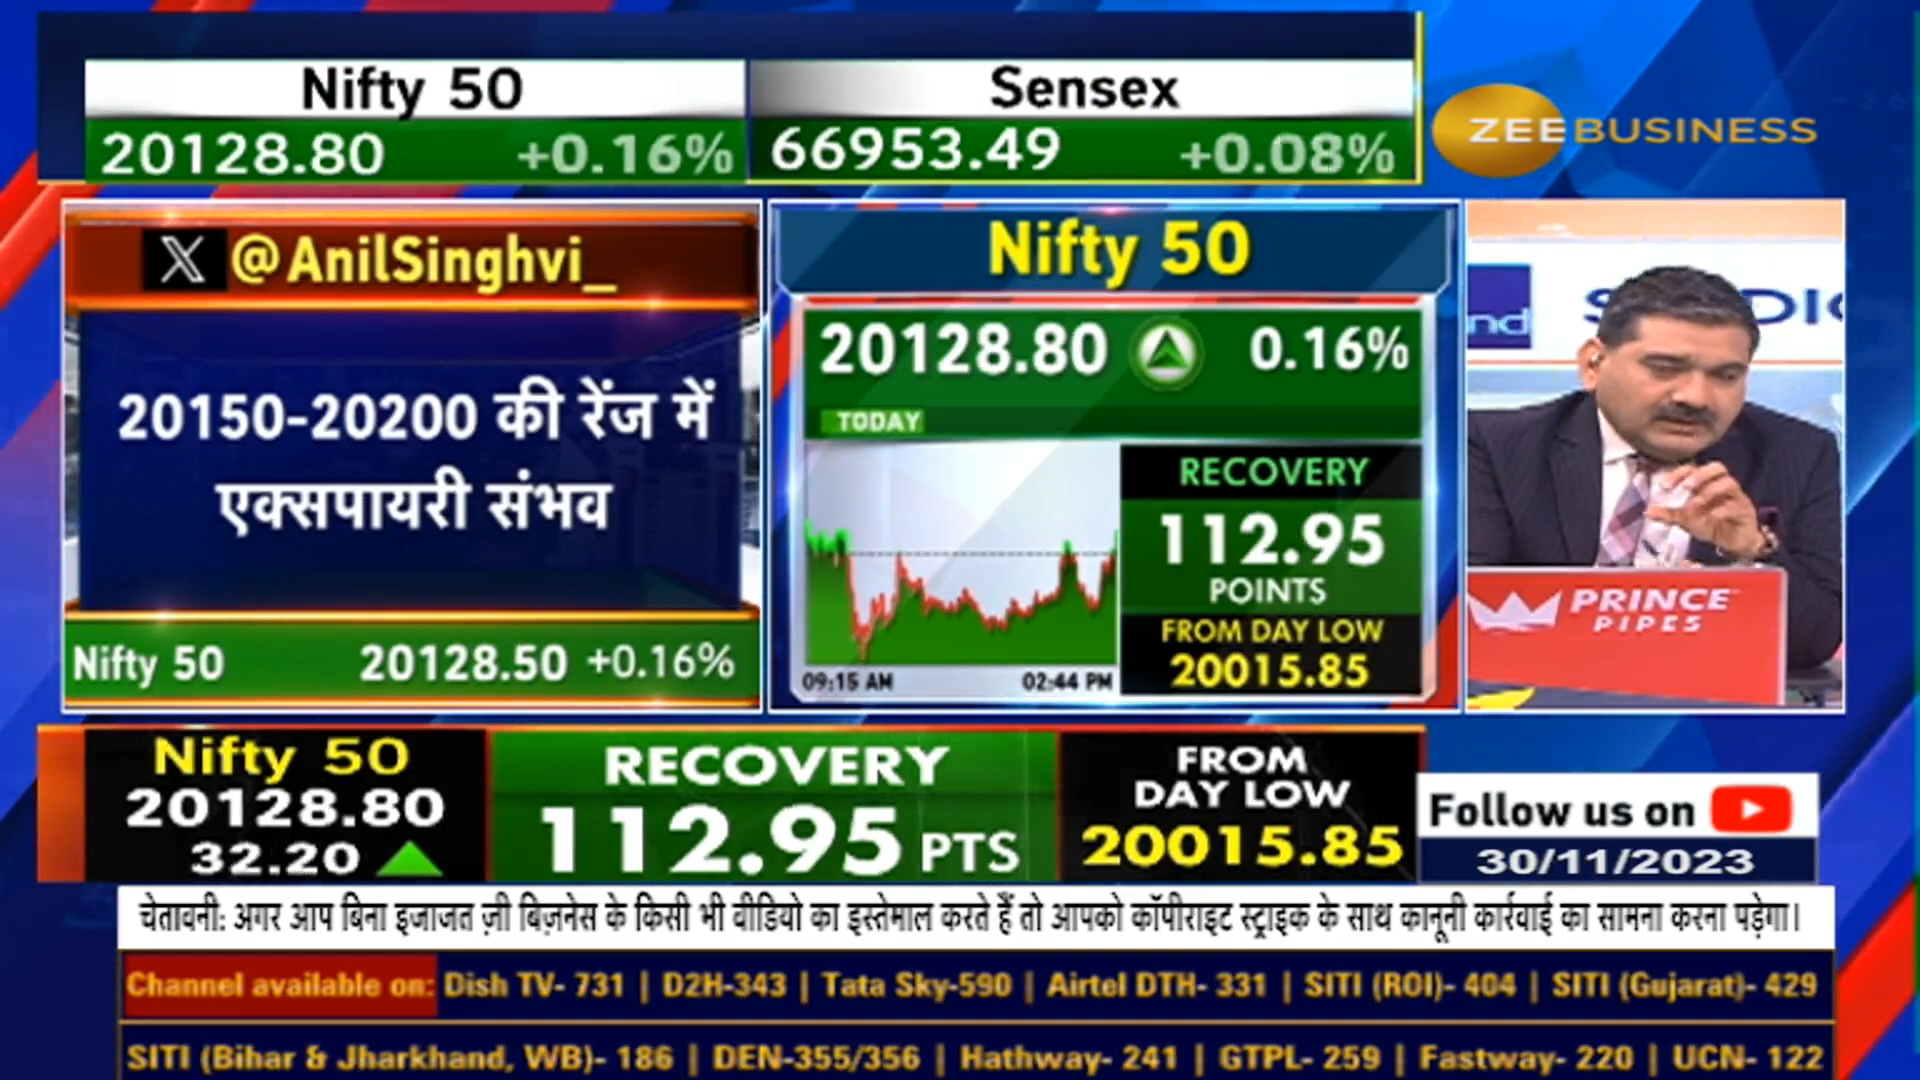 Nifty 50
20128.80 +0.16%
Sensex
66953.49 +0.08%
ZEEBUSINESS
X @AnilSinghvi_
20150-20200 की रेंज में
एक्सपायरी संभव
Nifty 50 20128.50 +0.16%
Nifty 50
20128.80 0.16%
TODAY
09:15 AM 02:44 PM
RECOVERY
112.95
POINTS
FROM DAY LOW
20015.85
nd
PRINCE
PIPES
Nifty 50
20128.80
32.20
RECOVERY
112.95 PTS
FROM
DAY LOW
20015.85
Follow us on
30/11/2023
चेतावनी: अगर आप बिना इजाजत ज़ी बिज़नेस के किसी भी वीडियो का इस्तेमाल करते हैं तो आपको कॉपीराइट स्ट्राइक के साथ कानूनी कार्रवाई का सामना करना पड़ेगा।
Channel available on: Dish TV- 731 | D2H-343 | Tata Sky-590 | Airtel DTH- 331 | SITI (ROI)- 404 | SITI (Gujarat)- 429
SITI (Bihar & Jharkhand, WB)- 186 | DEN-355/356 | Hathway- 241 | GTPL- 259 | Fastway- 220 | UCN- 122